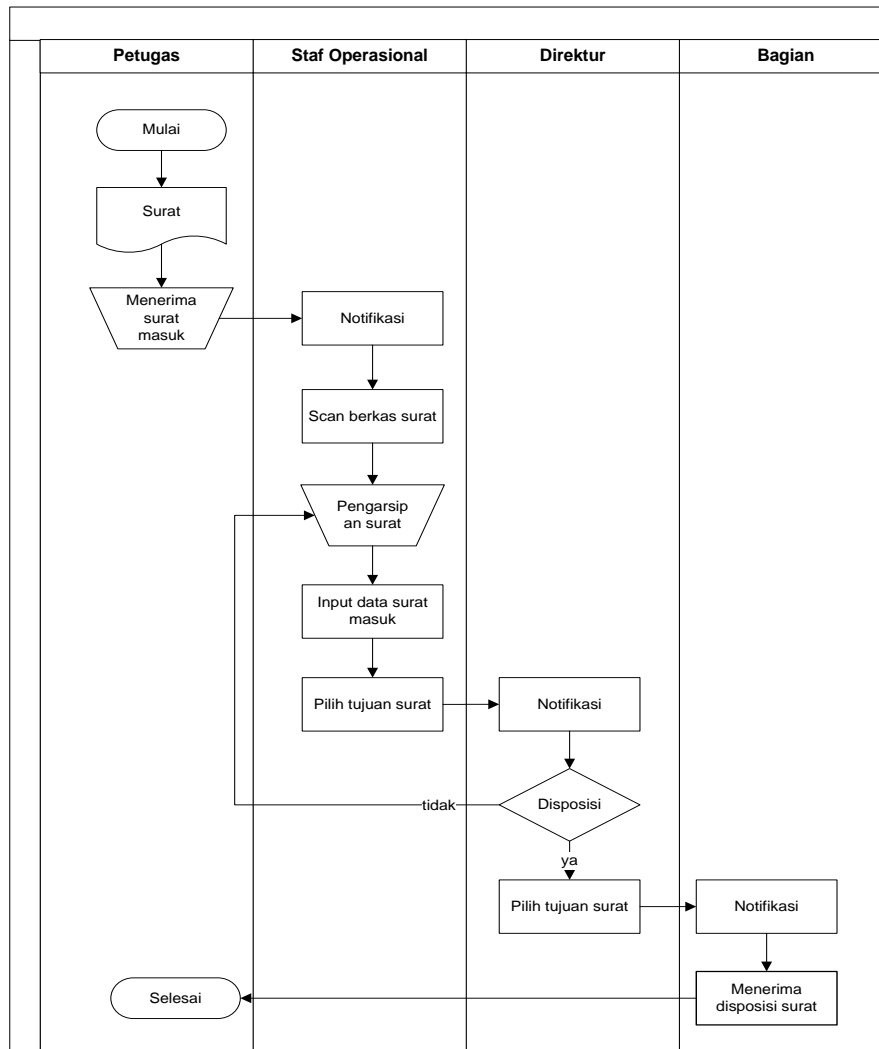 Petugas
Staf Operasional
Direktur
Bagian
Mulai
Surat
Menerima
surat
masuk
Notifikasi
Scan berkas surat
Pengarsip
an surat
Input data surat
masuk
Pilih tujuan surat
Notifikasi
Disposisi
tidak
ya
Pilih tujuan surat
Notifikasi
Menerima
disposisi surat
Selesai